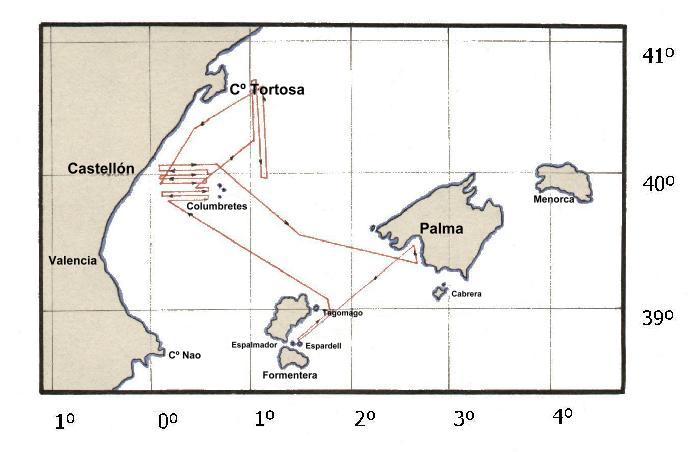 41º
Cº Tortosa
Castellón
40º
Menorca
Columbretes
Palma
Valencia
Cabrera
Tagomago
39º
Espalmador
Espardell
Cº Nao
Formentera
1º
0º
1º
2º
3º
4º